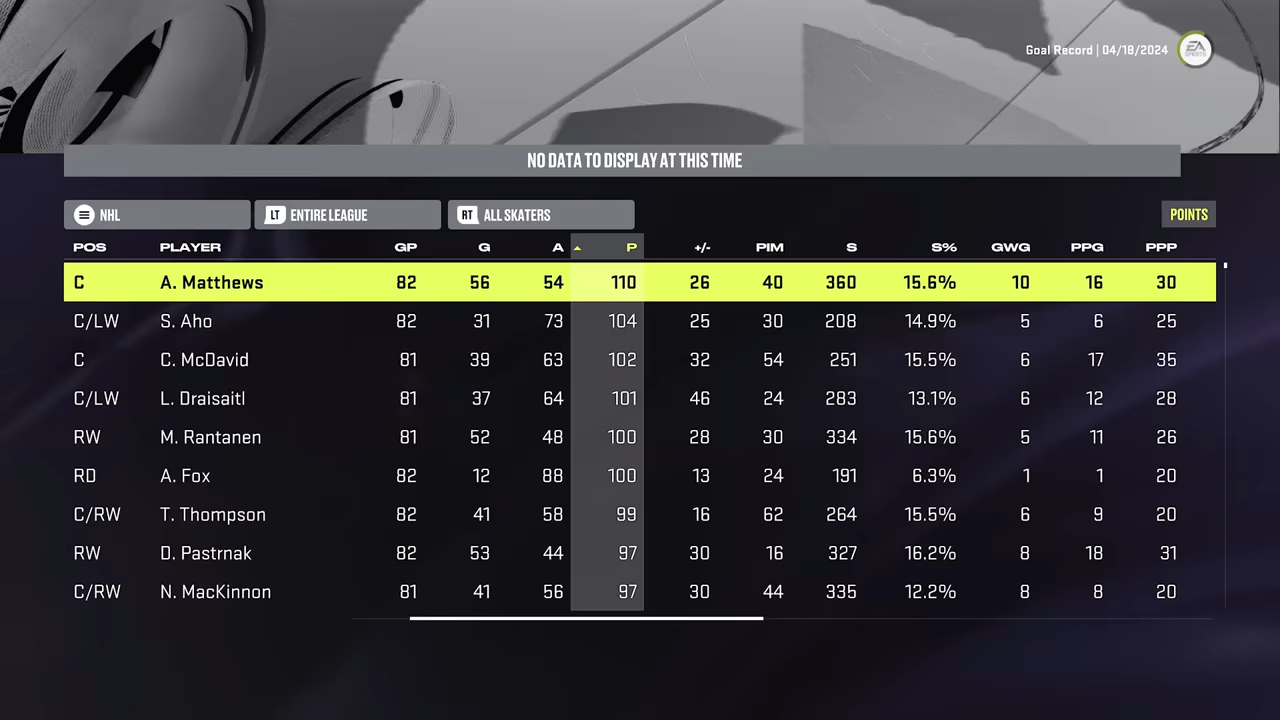 Goal Record | 04/18/2024
EA SPORTS
NO DATA TO DISPLAY AT THIS TIME
NHL LT ENTIRE LEAGUE RT ALL SKATERS POINTS
POS PLAYER GP G A P +/- PIM S S% GWG PPG PPP
C A. Matthews 82 56 54 110 26 40 360 15.6% 10 16 30
C/LW S. Aho 82 31 73 104 25 30 208 14.9% 5 6 25
C C. McDavid 81 39 63 102 32 54 251 15.5% 6 17 35
C/LW L. Draisaitl 81 37 64 101 46 24 283 13.1% 6 12 28
RW M. Rantanen 81 52 48 100 28 30 334 15.6% 5 11 26
RD A. Fox 82 12 88 100 13 24 191 6.3% 1 1 20
C/RW T. Thompson 82 41 58 99 16 62 264 15.5% 6 9 20
RW D. Pastrnak 82 53 44 97 30 16 327 16.2% 8 18 31
C/RW N. MacKinnon 81 41 56 97 30 44 335 12.2% 8 8 20